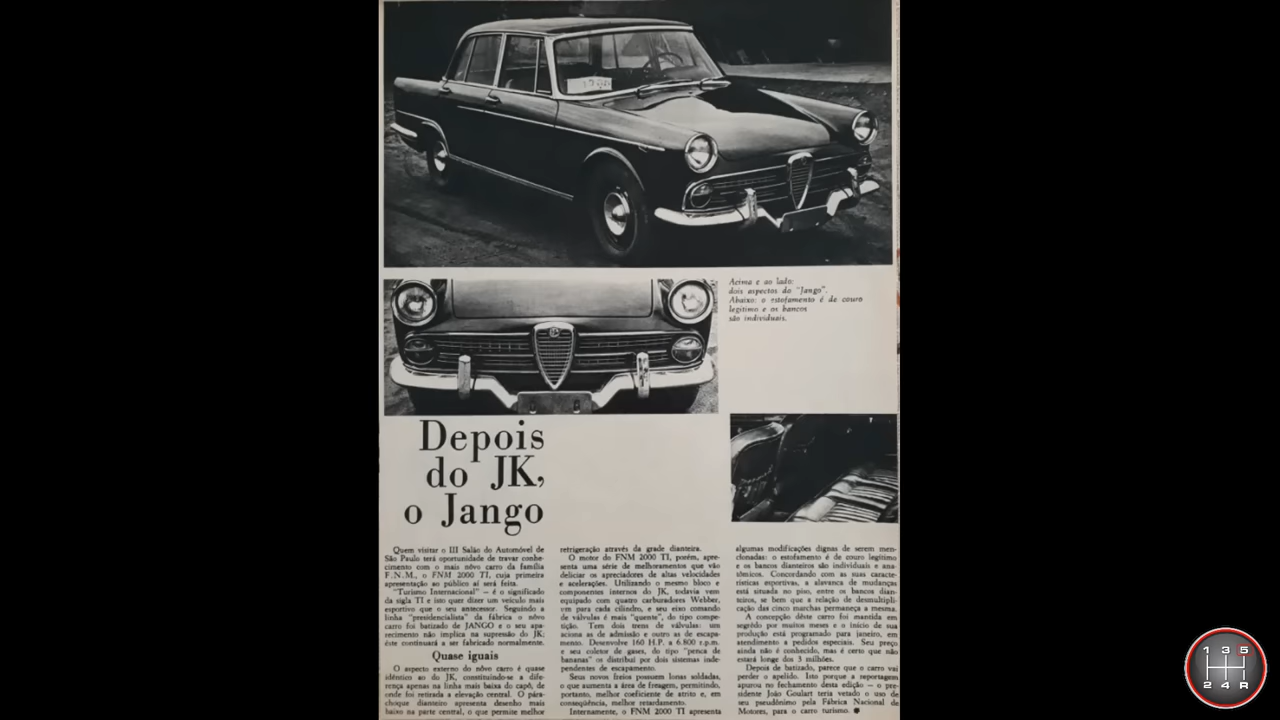 Acima e ao lado:
dois aspectos do "Jango".
Abaixo: o estofamento é de couro
legítimo e os bancos
são individuais.
Depois
do JK,
o Jango
Quem visitar o III Salão do Automóvel de
São Paulo terá oportunidade de travar conhe-
cimento com o mais nôvo carro da família
F.N.M., o FNM 2000 TI, cuja primeira
apresentação ao público aí será feita.
"Turismo Internacional" — é o significado
da sigla TI e isto quer dizer um veículo mais
esportivo que o seu antecessor. Seguindo a
linha "presidencialista" da fábrica o nôvo
carro foi batizado de JANGO e o seu apa-
recimento não implica na supressão do JK;
êste continuará a ser fabricado normalmente.
Quase iguais
O aspecto externo do nôvo carro é quase
idêntico ao do JK, constituindo-se a dife-
rença apenas na linha mais baixa do capô, de
onde foi retirada a elevação central. O pára-
choque dianteiro apresenta desenho mais
baixo na parte central, o que permite melhor
refrigeração através da grade dianteira.
O motor do FNM 2000 TI, porém, apre-
senta uma série de melhoramentos que vão
deliciar os apreciadores de altas velocidades
e acelerações. Utilizando o mesmo bloco e
componentes internos do JK, todavia vem
equipado com quatro carburadores Webber,
um para cada cilindro, e seu eixo comando
de válvulas é mais "quente", do tipo compe-
tição. Tem dois trens de válvulas: um
aciona as de admissão e outro as de escapa-
mento. Desenvolve 160 H.P. a 6.800 r.p.m.
e seu coletor de gases, do tipo "penca de
bananas" os distribui por dois sistemas inde-
pendentes de escapamento.
Seus novos freios possuem lonas soldadas,
o que aumenta a área de freagem, permitindo,
portanto, melhor coeficiente de atrito e, em
conseqüência, melhor retardamento.
Internamente, o FNM 2000 TI apresenta
algumas modificações dignas de serem men-
cionadas: o estofamento é de couro legítimo
e os bancos dianteiros são individuais e ana-
tômicos. Concordando com as suas caracte-
rísticas esportivas, a alavanca de mudanças
está situada no piso, entre os bancos dian-
teiros, se bem que a relação de desmultipli-
cação das cinco marchas permaneça a mesma.
A concepção dêste carro foi mantida em
segrêdo por muitos meses e o início de sua
produção está programado para janeiro, em
atendimento a pedidos especiais. Seu preço
ainda não é conhecido, mas é certo que não
estará longe dos 3 milhões.
Depois de batizado, parece que o carro vai
perder o apelido. Isto porque a reportagem
apurou no fechamento desta edição — o pre-
sidente João Goulart teria vetado o uso de
seu pseudônimo pela Fábrica Nacional de
Motores, para o carro turismo.
1 3 5
2 4 R